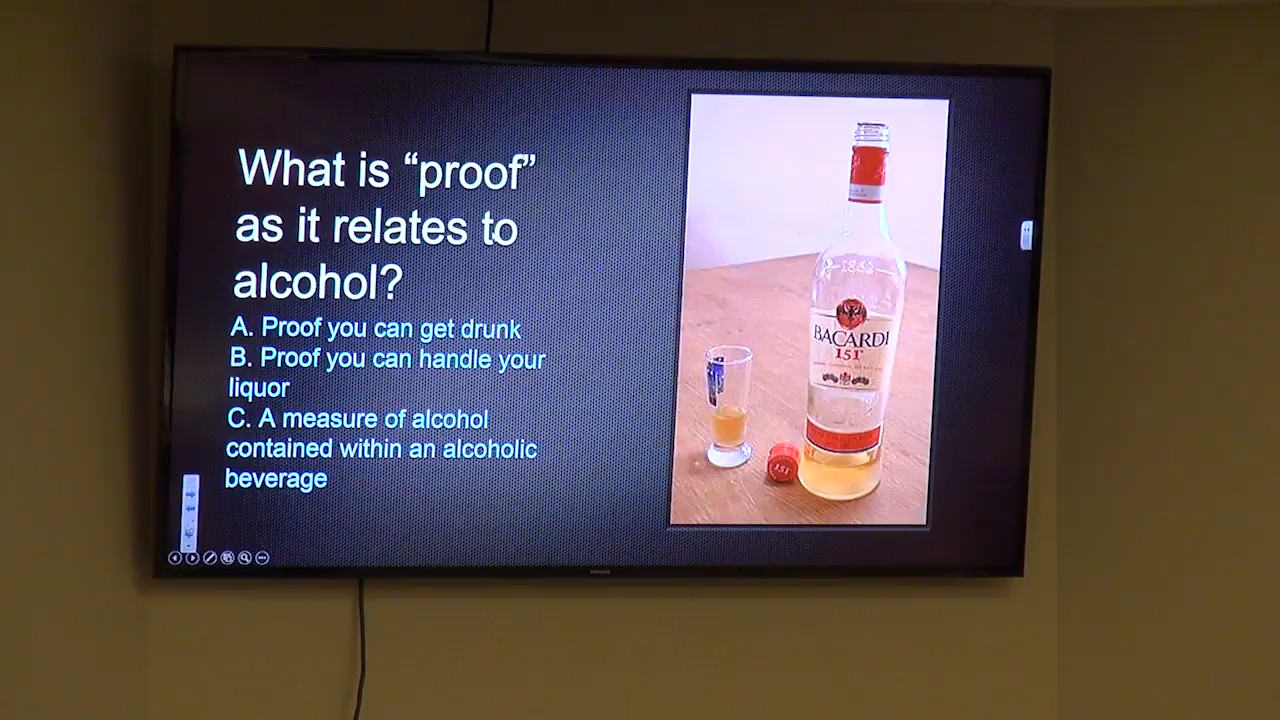 What is “proof”
as it relates to
alcohol?
A. Proof you can get drunk
B. Proof you can handle your
liquor
C. A measure of alcohol
contained within an alcoholic
beverage
1862
BACARDI
151°
151